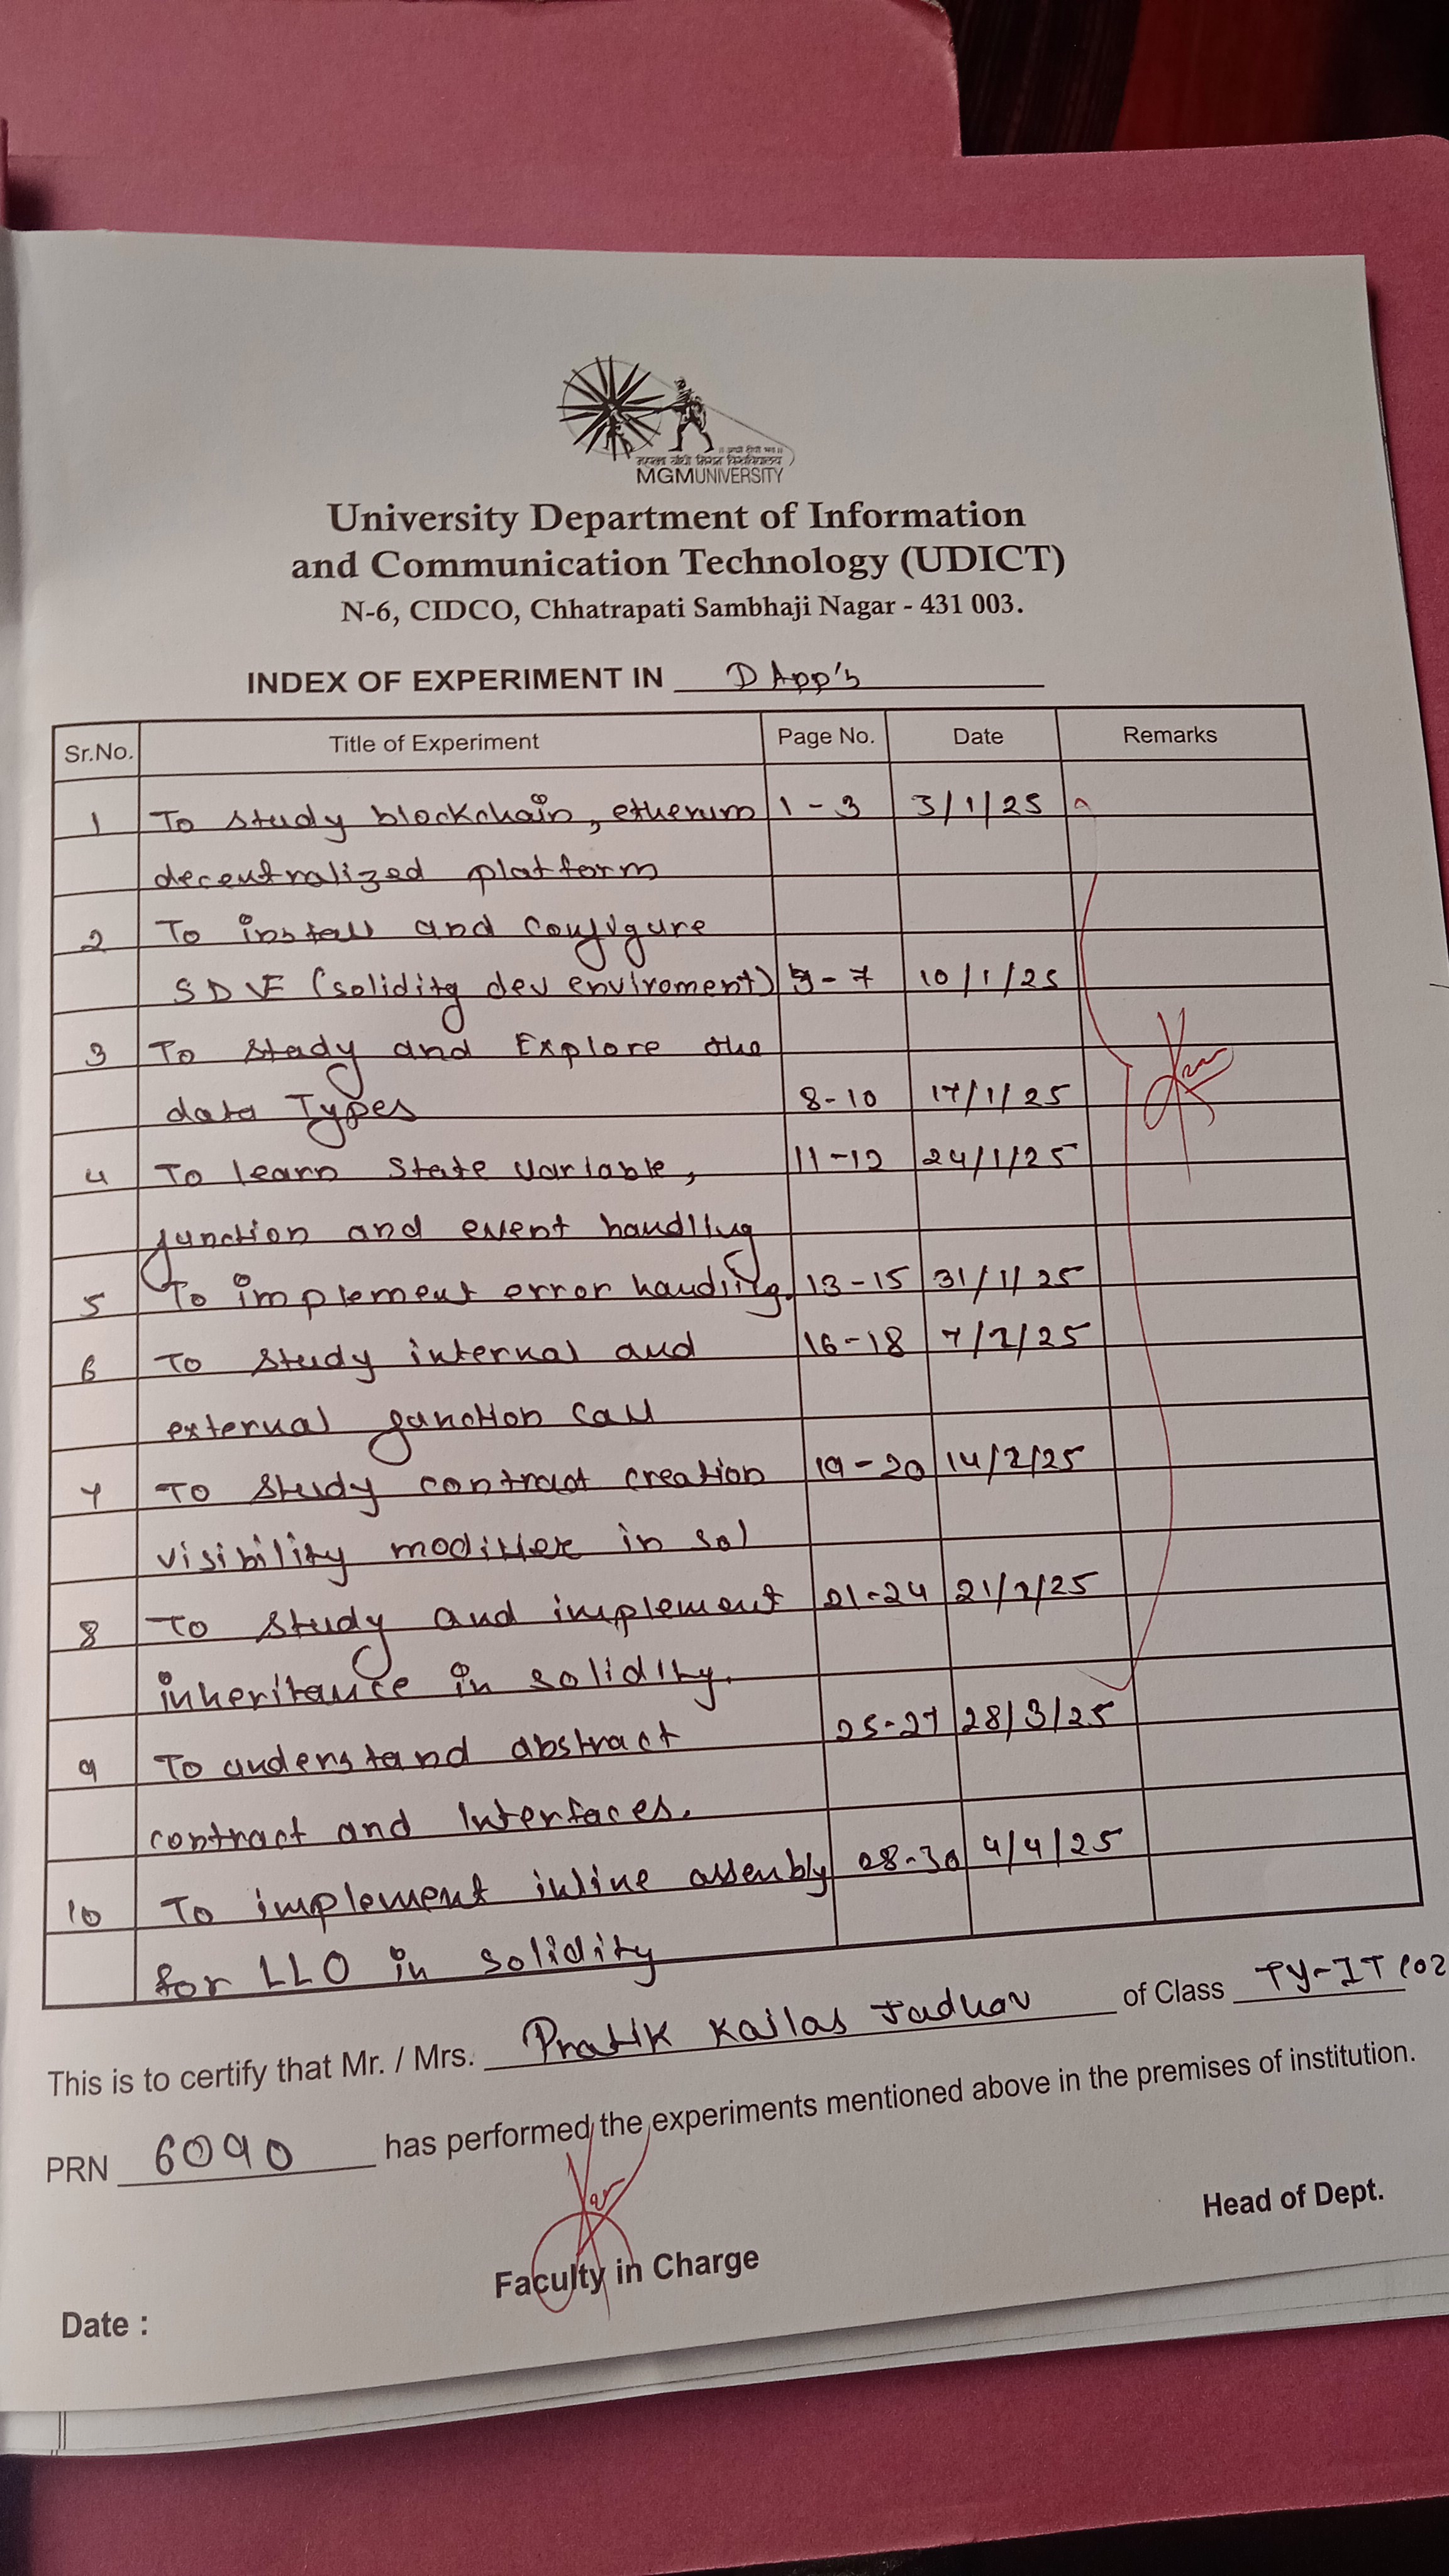 MGMUNIVERSITY
University Department of Information
and Communication Technology (UDICT)
N-6, CIDCO, Chhatrapati Sambhaji Nagar - 431 003.
INDEX OF EXPERIMENT IN D App's
Sr.No. Title of Experiment Page No. Date Remarks
1 To study blockchain, etherum 1-3 3/1/25
decentralized platform
2 To install and configure
SDVE (solidity dev enviroment) 5-7 10/1/25
3 To study and Explore the
data Types 8-10 17/1/25
4 To learn state variable, 11-12 24/1/25
function and event handling
5 To implement error handling. 13-15 31/1/25
6 To study internal and 16-18 7/2/25
external function call
7 To study contract creation 19-20 14/2/25
visibility modifier in sol
8 To study and implement 21-24 21/2/25
inheritance in solidity.
9 To understand abstract 25-27 28/3/25
contract and Interfaces.
10 To implement inline assembly 28-30 4/4/25
for LLO in solidity
This is to certify that Mr. / Mrs. Pratik Kailas Jadhav of Class TY-IT
PRN 6090 has performed the experiments mentioned above in the premises of institution.
Head of Dept.
Faculty in Charge
Date :